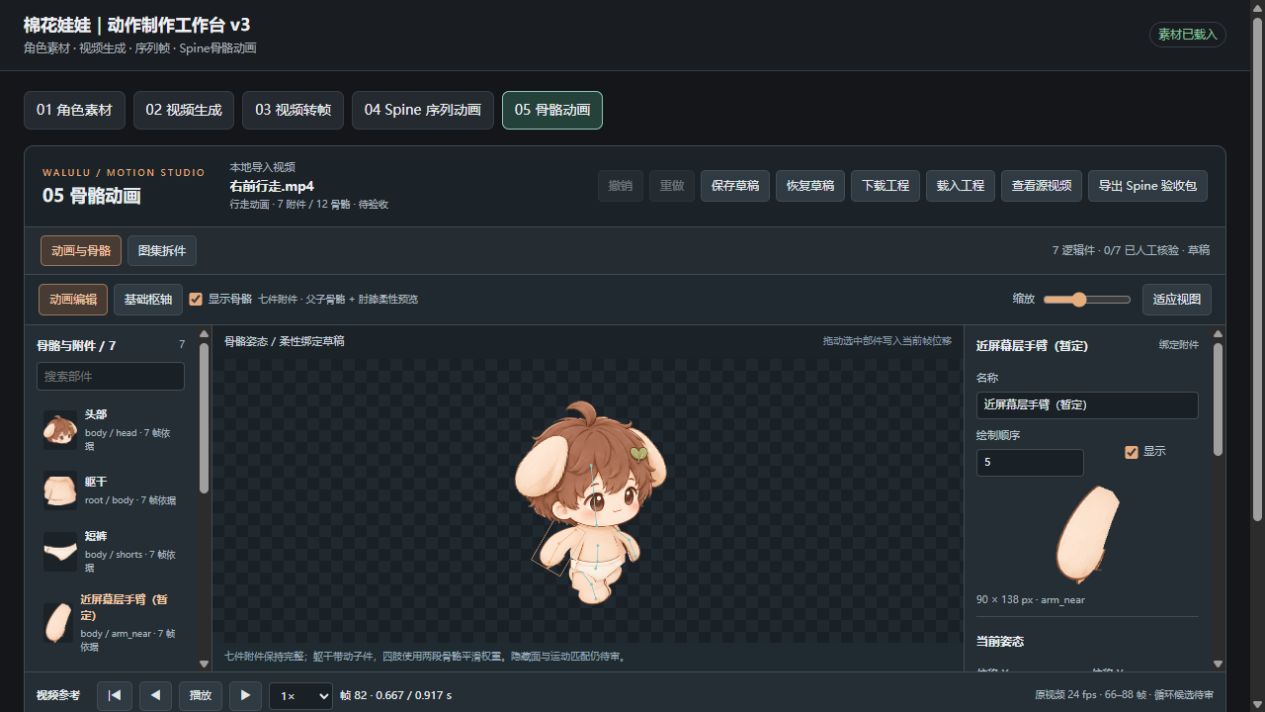 棉花娃娃 | 动作制作工作台 v3
角色素材 · 视频生成 · 序列帧 · Spine骨骼动画
素材已载入
01 角色素材
02 视频生成
03 视频转帧
04 Spine 序列动画
05 骨骼动画
WALULU / MOTION STUDIO
05 骨骼动画
本地导入视频
右前行走.mp4
行走动画 · 7 附件 / 12 骨骼 · 待验收
撤销
重做
保存草稿
恢复草稿
下载工程
载入工程
查看源视频
导出 Spine 验收包
动画与骨骼
图集拆件
7 逻辑件 · 0/7 已人工核验 · 草稿
动画编辑
基础枢轴
显示骨骼
七件附件 · 父子骨骼 + 肘膝柔性预览
缩放
适应视图
骨骼与附件 / 7
7
搜索部件
头部
body / head · 7 帧依
据
躯干
root / body · 7 帧依据
短裤
body / shorts · 7 帧依
据
近屏幕层手臂（暂
定）
body / arm_near · 7 帧
依据
骨骼姿态 / 柔性绑定草稿
拖动选中部件写入当前帧位移
七件附件保持完整；躯干带动子件，四肢使用两段骨骼平滑权重。隐藏面与运动匹配仍待审。
近屏幕层手臂（暂定）
绑定附件
名称
近屏幕层手臂（暂定）
绘制顺序
5
显示
90 × 138 px · arm_near
当前姿态
视频参考
播放
1×
帧 82 · 0.667 / 0.917 s
原视频 24 fps · 66–88 帧 · 循环候选待审